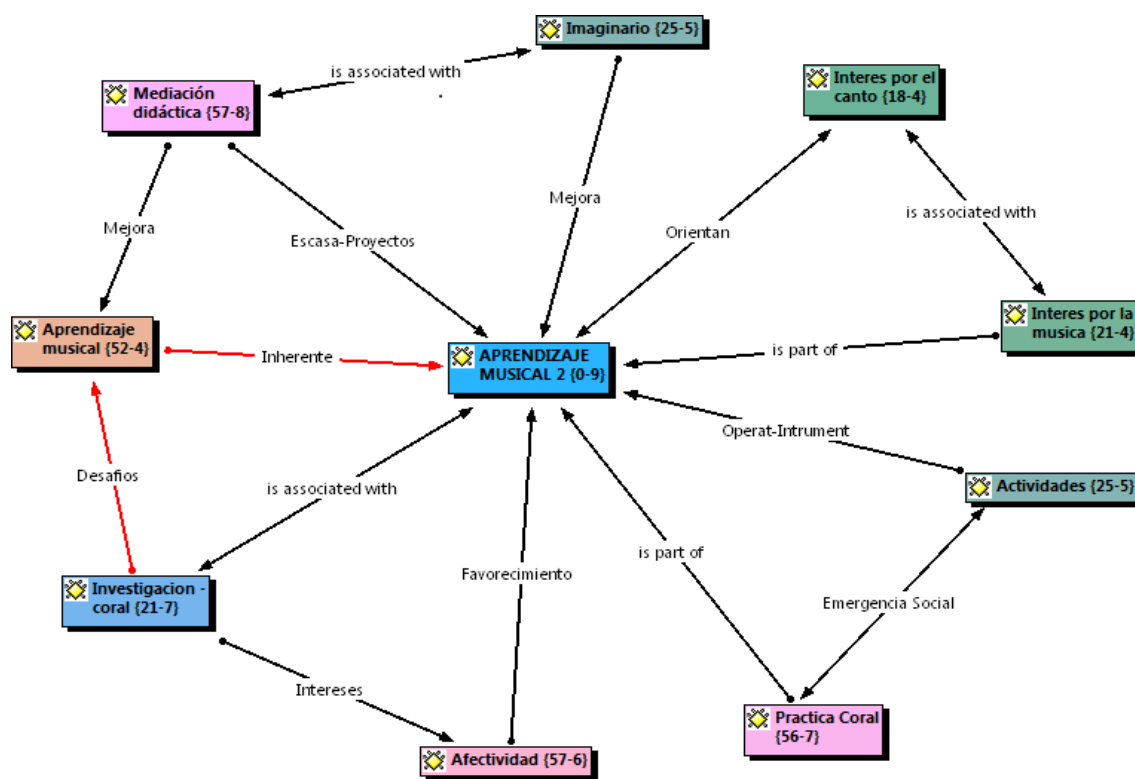 Imaginario {25-5}
is associated with
Mediación
didáctica {57-8}
Interes por el
canto {18-4}
Mejora
is associated with
Mejora
Orientan
Escasa-Proyectos
Aprendizaje
musical {52-4}
Inherente
APRENDIZAJE
MUSICAL 2 {0-9}
is part of
Interes por la
musica {21-4}
Operat-Intrument
Desafios
is associated with
Actividades {25-5}
is part of
Favorecimiento
Investigacion -
coral {21-7}
Emergencia Social
Intereses
Practica Coral
{56-7}
Afectividad {57-6}